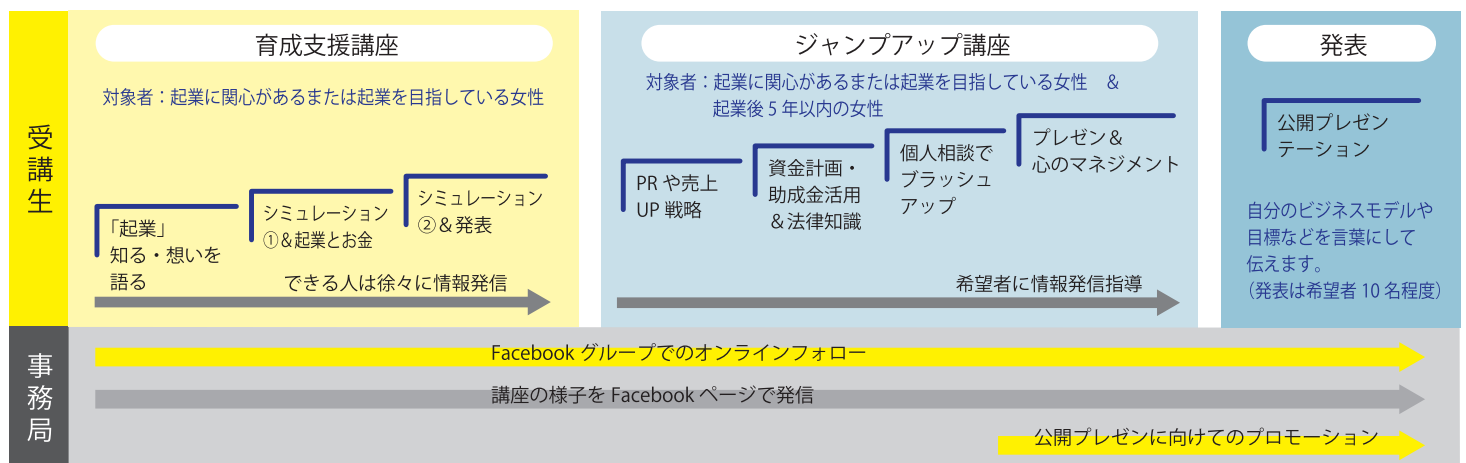 受講生
育成支援講座
対象者：起業に関心があるまたは起業を目指している女性
「起業」
知る・想いを
語る
シミュレーション
①＆起業とお金
シミュレーション
②＆発表
できる人は徐々に情報発信
ジャンプアップ講座
対象者：起業に関心があるまたは起業を目指している女性　＆
起業後 5 年以内の女性
PR や売上
UP 戦略
資金計画・
助成金活用
＆法律知識
個人相談で
ブラッシュ
アップ
プレゼン＆
心のマネジメント
希望者に情報発信指導
発表
公開プレゼン
テーション
自分のビジネスモデルや
目標などを言葉にして
伝えます。
（発表は希望者 10 名程度）
事務局
Facebook グループでのオンラインフォロー
講座の様子を Facebook ページで発信
公開プレゼンに向けてのプロモーション